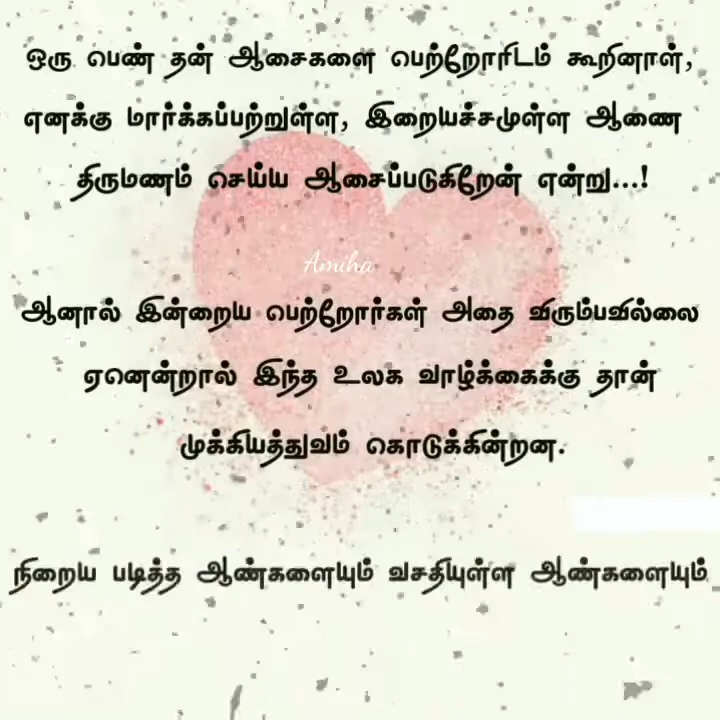 ஒரு பெண் தன் ஆசைகளை பெற்றோரிடம் கூறினாள்,
எனக்கு மார்க்கப்பற்றுள்ள, இறையச்சமுள்ள ஆணை
திருமணம் செய்ய ஆசைப்படுகிறேன் என்று...!
Amiha
ஆனால் இன்றைய பெற்றோர்கள் அதை விரும்பவில்லை
ஏனென்றால் இந்த உலக வாழ்க்கைக்கு தான்
முக்கியத்துவம் கொடுக்கின்றன.
நிறைய படித்த ஆண்களையும் வசதியுள்ள ஆண்களையும்